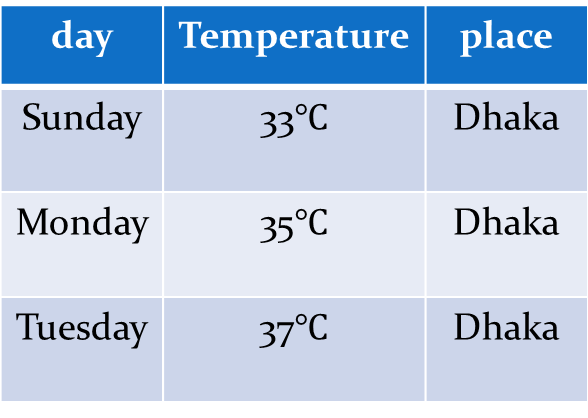 day Temperature place
Sunday 33°C Dhaka
Monday 35°C Dhaka
Tuesday 37°C Dhaka